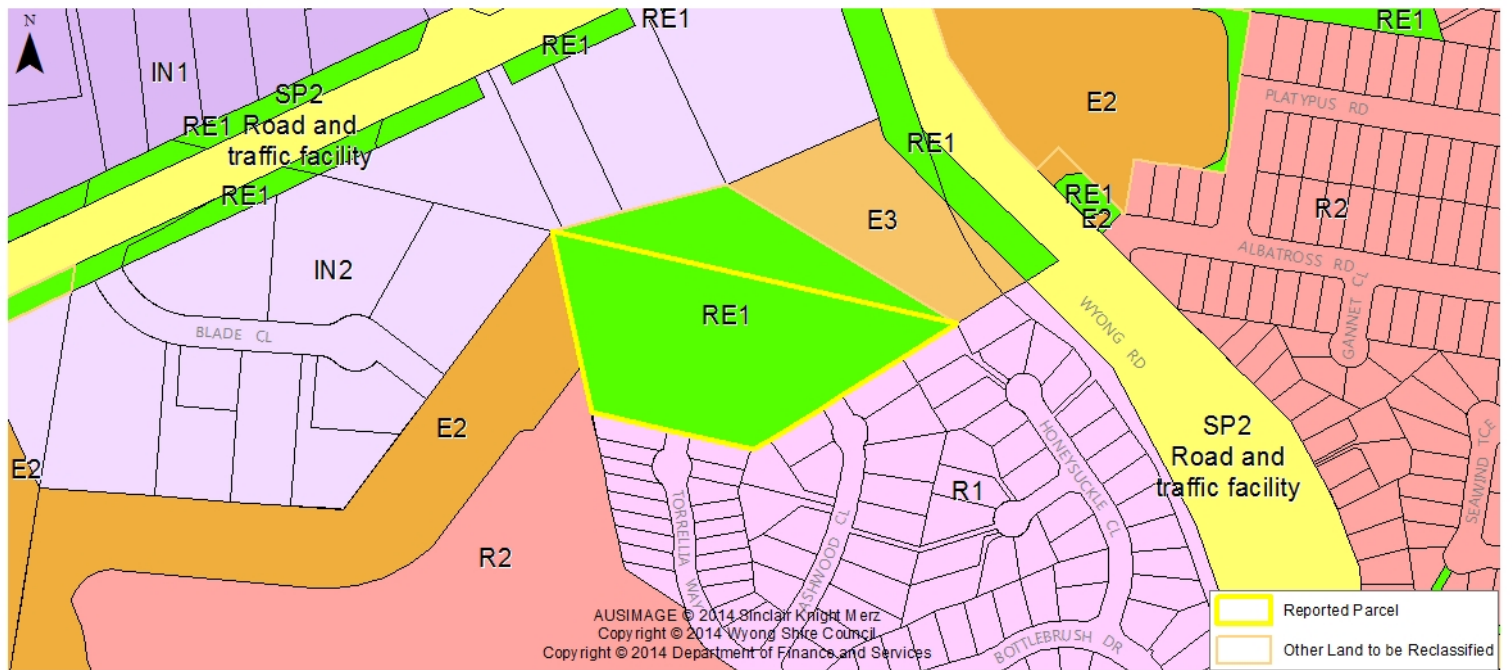 N
RE1
RE1
RE1
IN1
SP2
Road and
traffic facility
RE1
RE1
E2
PLATYPUS RD
RE1
RE1
E2
R2
ALBATROSS RD
GANNET CL
E3
IN2
RE1
BLADE CL
WYONG RD
E2
E2
SP2
Road and
traffic facility
HONEYSUCKLE CL
SEAWIND TCE
R1
TORRELLIA WAY
ASHWOOD CL
R2
BOTTLEBRUSH DR
AUSIMAGE © 2014 Sinclair Knight Merz
Copyright © 2014 Wyong Shire Council
Copyright © 2014 Department of Finance and Services
Reported Parcel
Other Land to be Reclassified